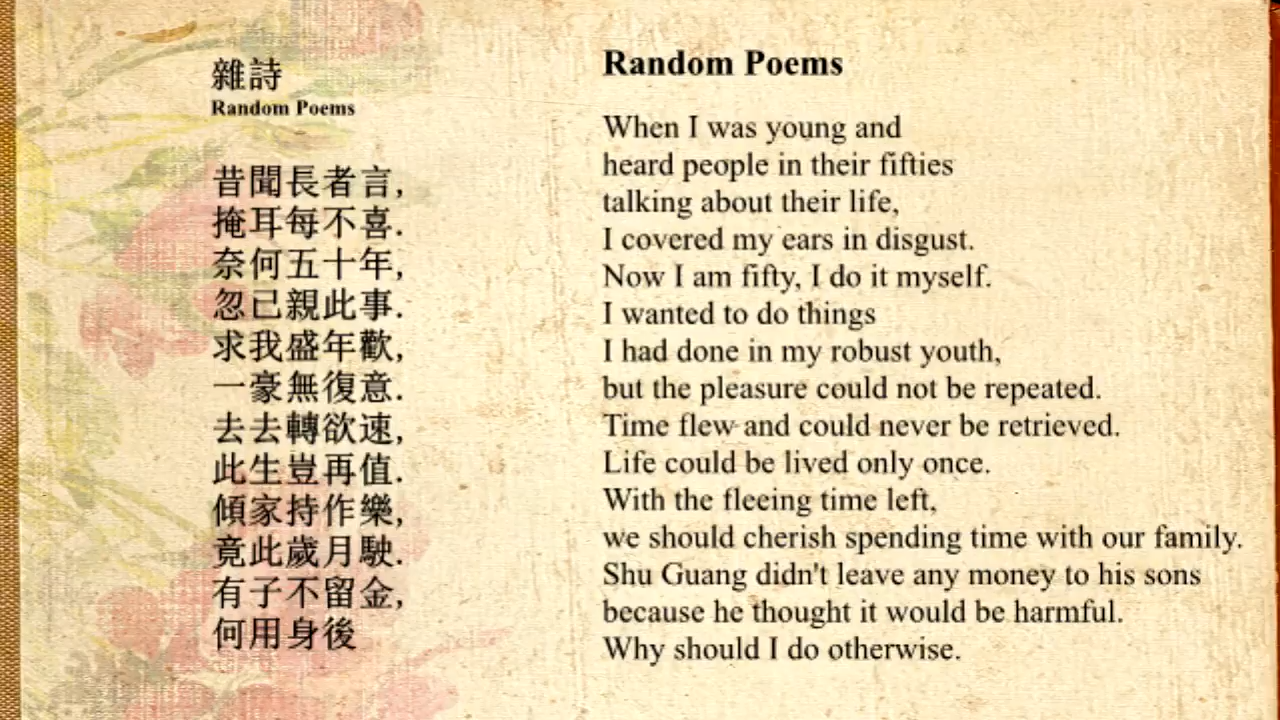 雜詩
Random Poems
昔聞長者言,
掩耳每不喜.
奈何五十年,
忽已親此事.
求我盛年歡,
一豪無復意.
去去轉欲速,
此生豈再值.
傾家持作樂,
竟此歲月駛.
有子不留金,
何用身後
Random Poems
When I was young and
heard people in their fifties
talking about their life,
I covered my ears in disgust.
Now I am fifty, I do it myself.
I wanted to do things
I had done in my robust youth,
but the pleasure could not be repeated.
Time flew and could never be retrieved.
Life could be lived only once.
With the fleeing time left,
we should cherish spending time with our family.
Shu Guang didn't leave any money to his sons
because he thought it would be harmful.
Why should I do otherwise.